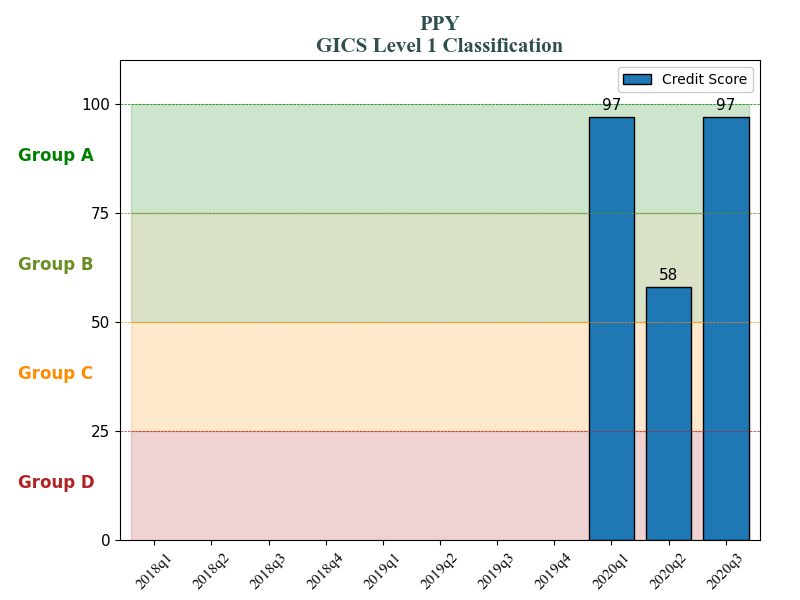 PPY
GICS Level 1 Classification
Credit Score
100
97
97
Group A
75
Group B
58
50
Group C
25
Group D
0
2018q1
2018q2
2018q3
2018q4
2019q1
2019q2
2019q3
2019q4
2020q1
2020q2
2020q3